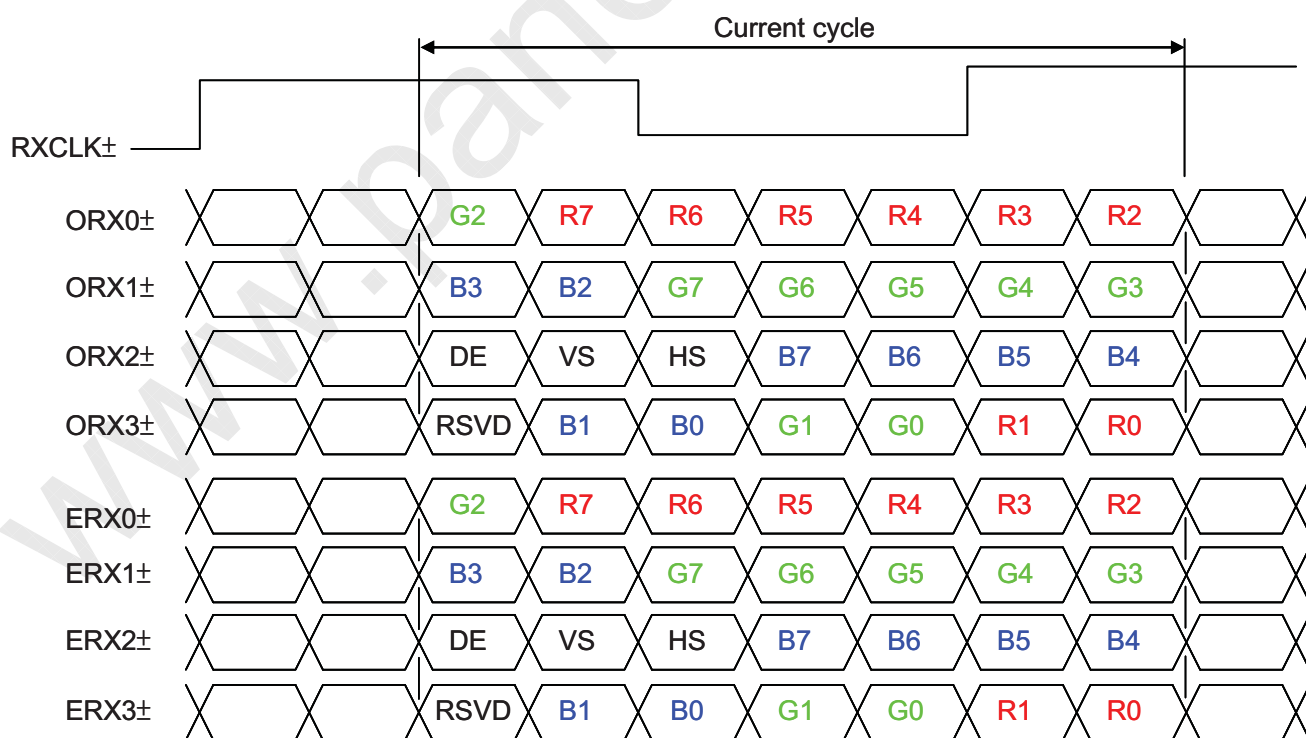 Current cycle
RXCLK±
ORX0± G2 R7 R6 R5 R4 R3 R2
ORX1± B3 B2 G7 G6 G5 G4 G3
ORX2± DE VS HS B7 B6 B5 B4
ORX3± RSVD B1 B0 G1 G0 R1 R0
ERX0± G2 R7 R6 R5 R4 R3 R2
ERX1± B3 B2 G7 G6 G5 G4 G3
ERX2± DE VS HS B7 B6 B5 B4
ERX3± RSVD B1 B0 G1 G0 R1 R0
www.pan